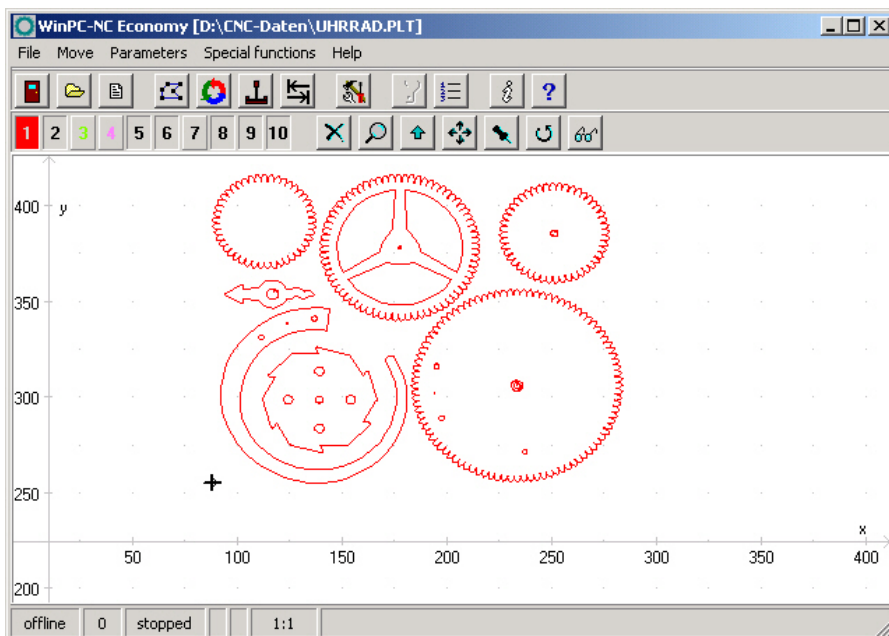 WinPC-NC Economy [D:\CNC-Daten\UHRRAD.PLT]
File Move Parameters Special functions Help
1 2 3 4 5 6 7 8 9 10
400 y
350
300
250
x
50 100 150 200 250 300 350 400
200
offline 0 stopped 1:1